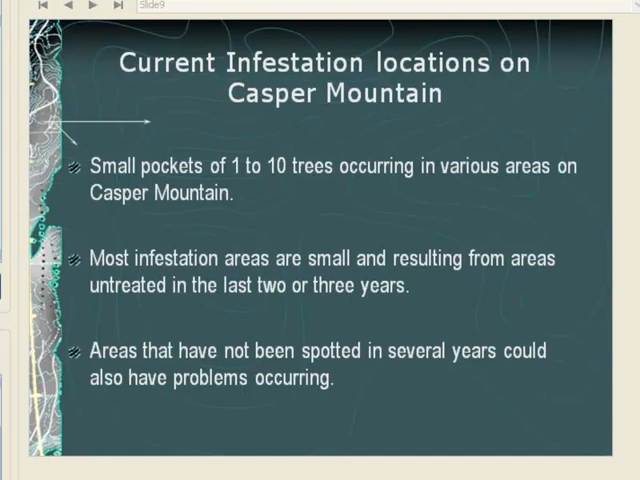 Slide9
Current Infestation locations on
Casper Mountain
Small pockets of 1 to 10 trees occurring in various areas on
Casper Mountain.
Most infestation areas are small and resulting from areas
untreated in the last two or three years.
Areas that have not been spotted in several years could
also have problems occurring.